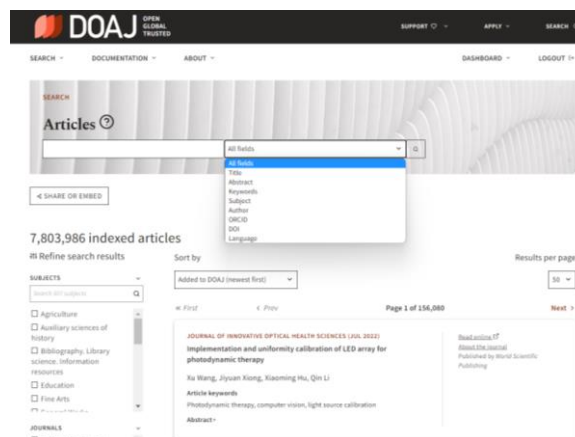 DOAJ
OPEN
GLOBAL
TRUSTED
SUPPORT
APPLY
SEARCH
SEARCH
DOCUMENTATION
ABOUT
DASHBOARD
LOGOUT
SEARCH
Articles ?
All fields
All fields
Title
Abstract
Keywords
Subject
Author
ORCID
DOI
Language
SHARE OR EMBED
7,803,986 indexed articles
Refine search results
Sort by
Results per page
SUBJECTS
Added to DOAJ (newest first)
50
Search 857 subjects
« First
‹ Prev
Page 1 of 156,080
Next ›
Agriculture
Auxiliary sciences of
history
Bibliography. Library
science. Information
resources
Education
Fine Arts
JOURNALS
JOURNAL OF INNOVATIVE OPTICAL HEALTH SCIENCES (JUL 2022)
Implementation and uniformity calibration of LED array for
photodynamic therapy
Xu Wang, Jiyuan Xiong, Xiaoming Hu, Qin Li
Article keywords
Photodynamic therapy, computer vision, light source calibration
Abstract
Read online
About the journal
Published by World Scientific
Publishing